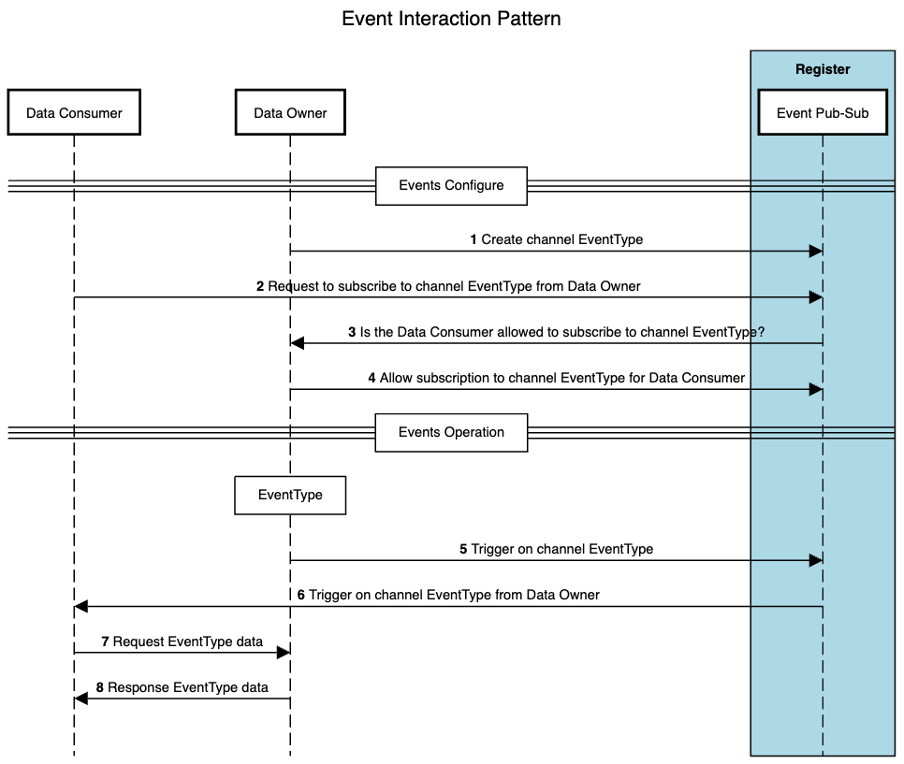 Event Interaction Pattern
Register
Data Consumer
Data Owner
Event Pub-Sub
Events Configure
1 Create channel EventType
2 Request to subscribe to channel EventType from Data Owner
3 Is the Data Consumer allowed to subscribe to channel EventType?
4 Allow subscription to channel EventType for Data Consumer
Events Operation
EventType
5 Trigger on channel EventType
6 Trigger on channel EventType from Data Owner
7 Request EventType data
8 Response EventType data